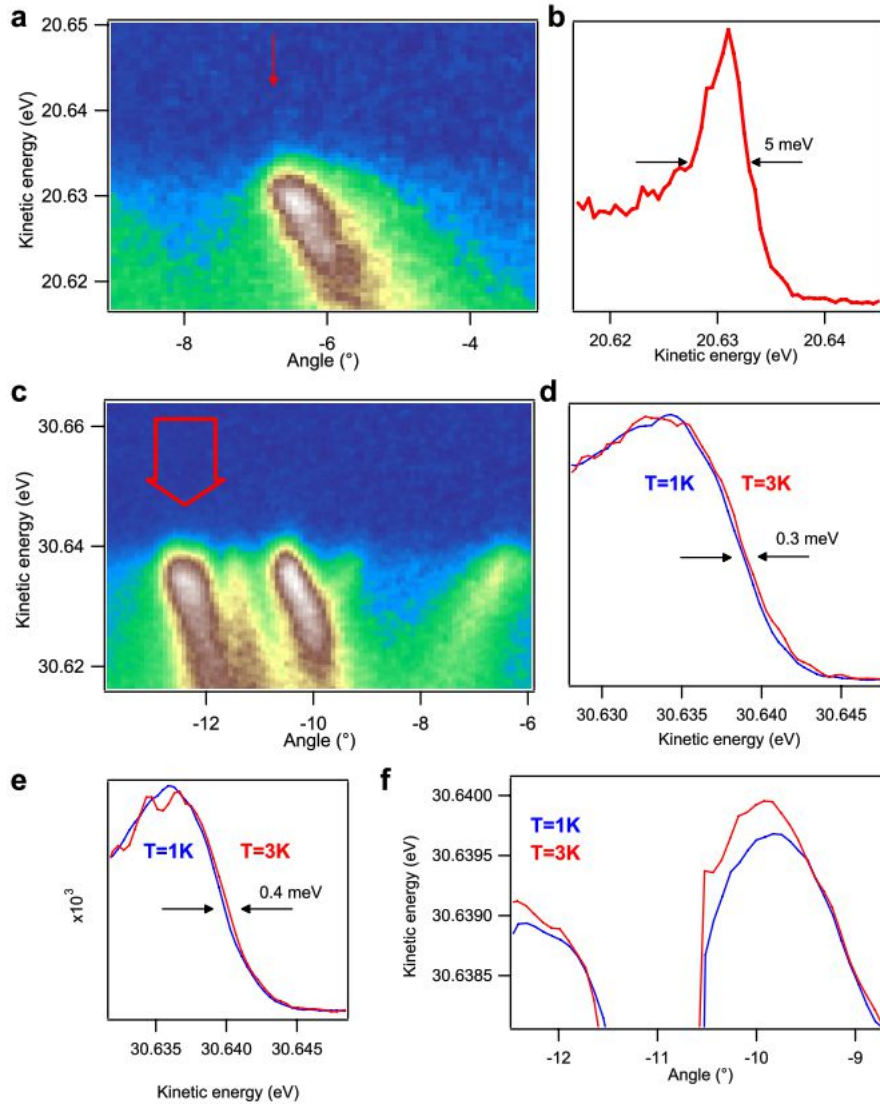 a
20.65
20.64
20.63
20.62
Kinetic energy (eV)
-8
-6
-4
Angle (°)
b
5 meV
20.62
20.63
20.64
Kinetic energy (eV)
c
30.66
30.64
30.62
Kinetic energy (eV)
-12
-10
-8
-6
Angle (°)
d
T=1K
T=3K
0.3 meV
30.630
30.635
30.640
30.645
Kinetic energy (eV)
e
x10³
T=1K
T=3K
0.4 meV
30.635
30.640
30.645
Kinetic energy (eV)
f
30.6400
30.6395
30.6390
30.6385
Kinetic energy (eV)
T=1K
T=3K
-12
-11
-10
-9
Angle (°)